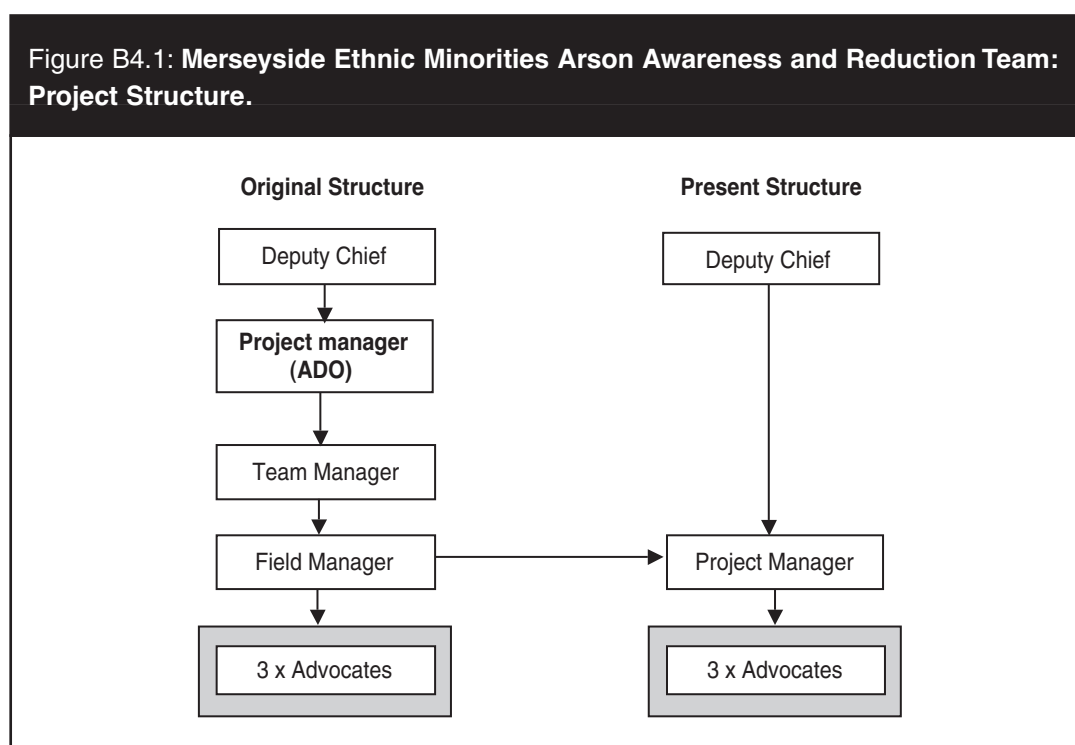 Figure B4.1: Merseyside Ethnic Minorities Arson Awareness and Reduction Team:
Project Structure.
Original Structure
Deputy Chief
Project manager
(ADO)
Team Manager
Field Manager
3 x Advocates
Present Structure
Deputy Chief
Project Manager
3 x Advocates